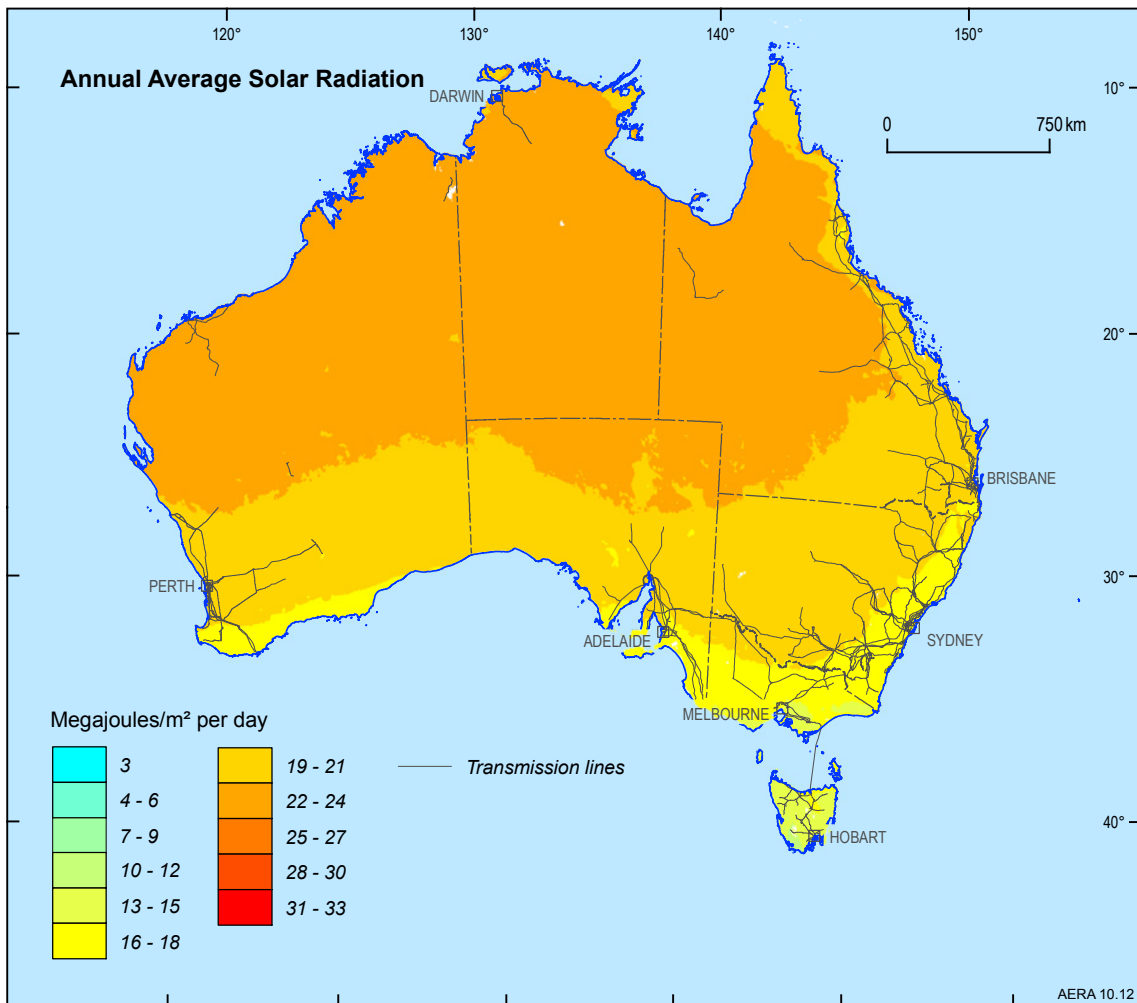 120°
130°
140°
150°
Annual Average Solar Radiation
DARWIN
10°
0
750 km
20°
BRISBANE
30°
PERTH
ADELAIDE
SYDNEY
MELBOURNE
HOBART
40°
Megajoules/m² per day
3
4 - 6
7 - 9
10 - 12
13 - 15
16 - 18
19 - 21
22 - 24
25 - 27
28 - 30
31 - 33
Transmission lines
AERA 10.12